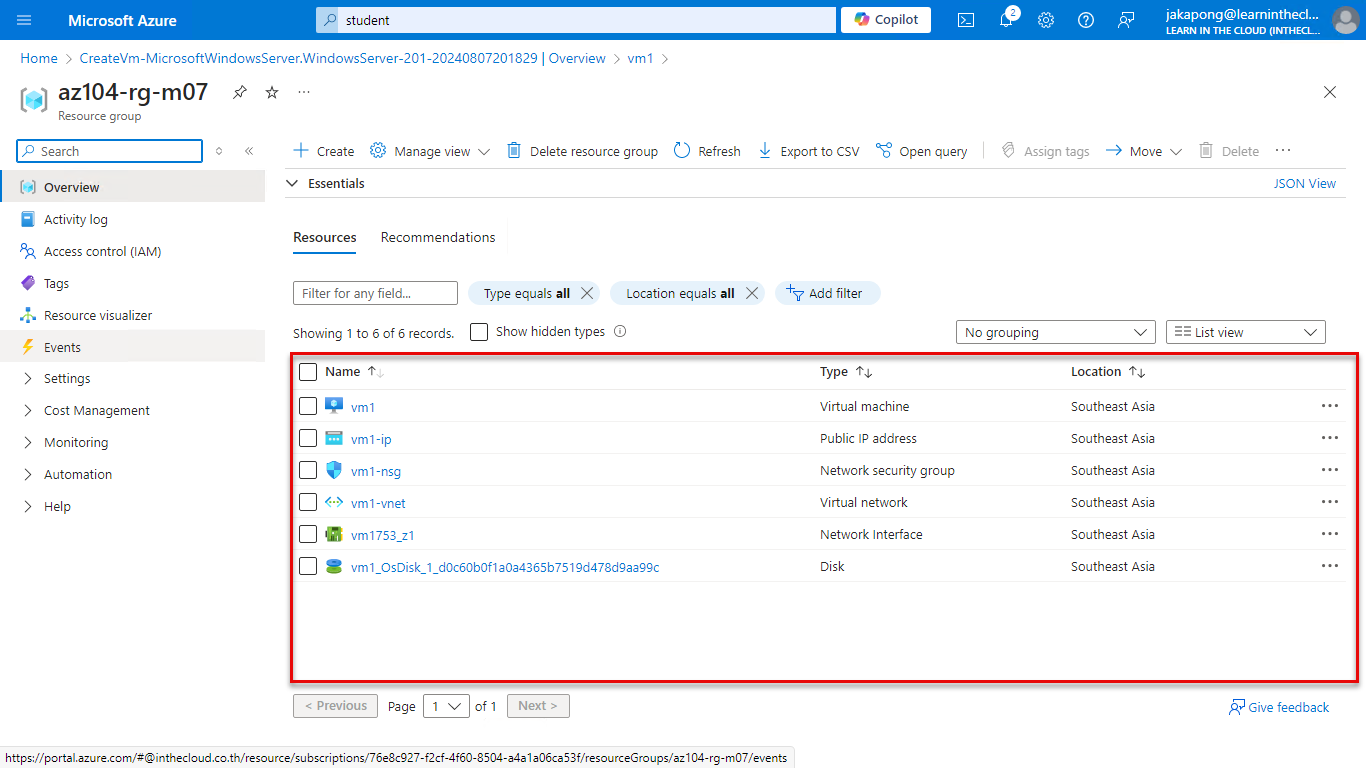 Microsoft Azure
student
Copilot
2
jakapong@learninthecl...
LEARN IN THE CLOUD (INTHECL...
Home > CreateVm-MicrosoftWindowsServer.WindowsServer-201-20240807201829 | Overview > vm1 >
az104-rg-m07
...
Resource group
Search
«
Create
Manage view
Delete resource group
Refresh
Export to CSV
Open query
Assign tags
Move
Delete
...
Overview
Activity log
Access control (IAM)
Tags
Resource visualizer
Events
Settings
Cost Management
Monitoring
Automation
Help
Essentials
JSON View
Resources
Recommendations
Filter for any field...
Type equals all
Location equals all
Add filter
Showing 1 to 6 of 6 records.
Show hidden types
No grouping
List view
Name Type Location
vm1 Virtual machine Southeast Asia
vm1-ip Public IP address Southeast Asia
vm1-nsg Network security group Southeast Asia
vm1-vnet Virtual network Southeast Asia
vm1753_z1 Network Interface Southeast Asia
vm1_OsDisk_1_d0c60b0f1a0a4365b7519d478d9aa99c Disk Southeast Asia
< Previous Page 1 of 1 Next >
Give feedback
https://portal.azure.com/#@inthecloud.co.th/resource/subscriptions/76e8c927-f2cf-4f60-8504-a4a1a06ca53f/resourceGroups/az104-rg-m07/events